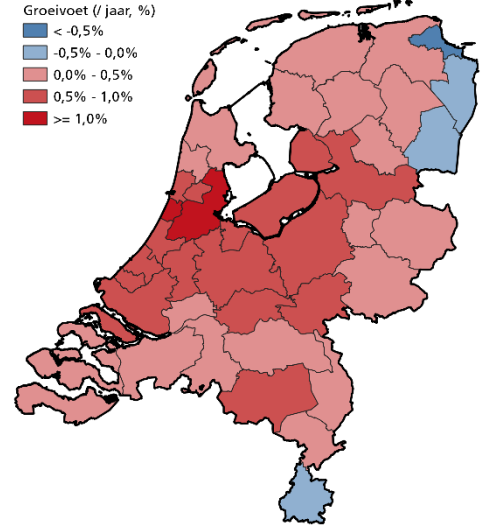 Groeivoet (/ jaar, %)
< -0,5%
-0,5% - 0,0%
0,0% - 0,5%
0,5% - 1,0%
>= 1,0%